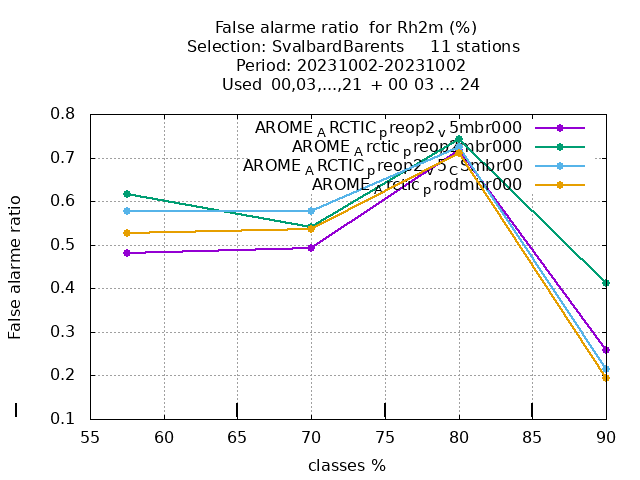 False alarme ratio for Rh2m (%)
Selection: SvalbardBarents 11 stations
Period: 20231002-20231002
Used 00,03,...,21 + 00 03 ... 24
AROME_ARCTIC_preop2_v5mbr000
AROME_Arctic_preop
AROME_ARCTIC_preop2_v5_C
AROME_Arctic_prodmbr000
0.8
0.7
0.6
0.5
0.4
0.3
0.2
0.1
False alarme ratio
55 60 65 70 75 80 85 90
classes %